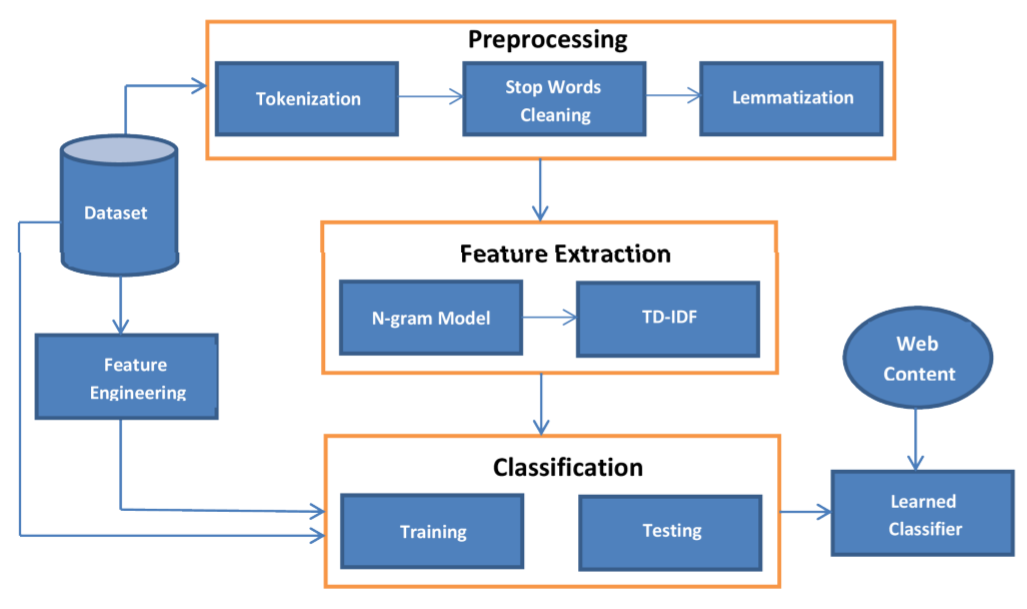 Preprocessing
Tokenization
Stop Words
Cleaning
Lemmatization
Dataset
Feature Extraction
N-gram Model
TD-IDF
Feature
Engineering
Web
Content
Classification
Training
Testing
Learned
Classifier